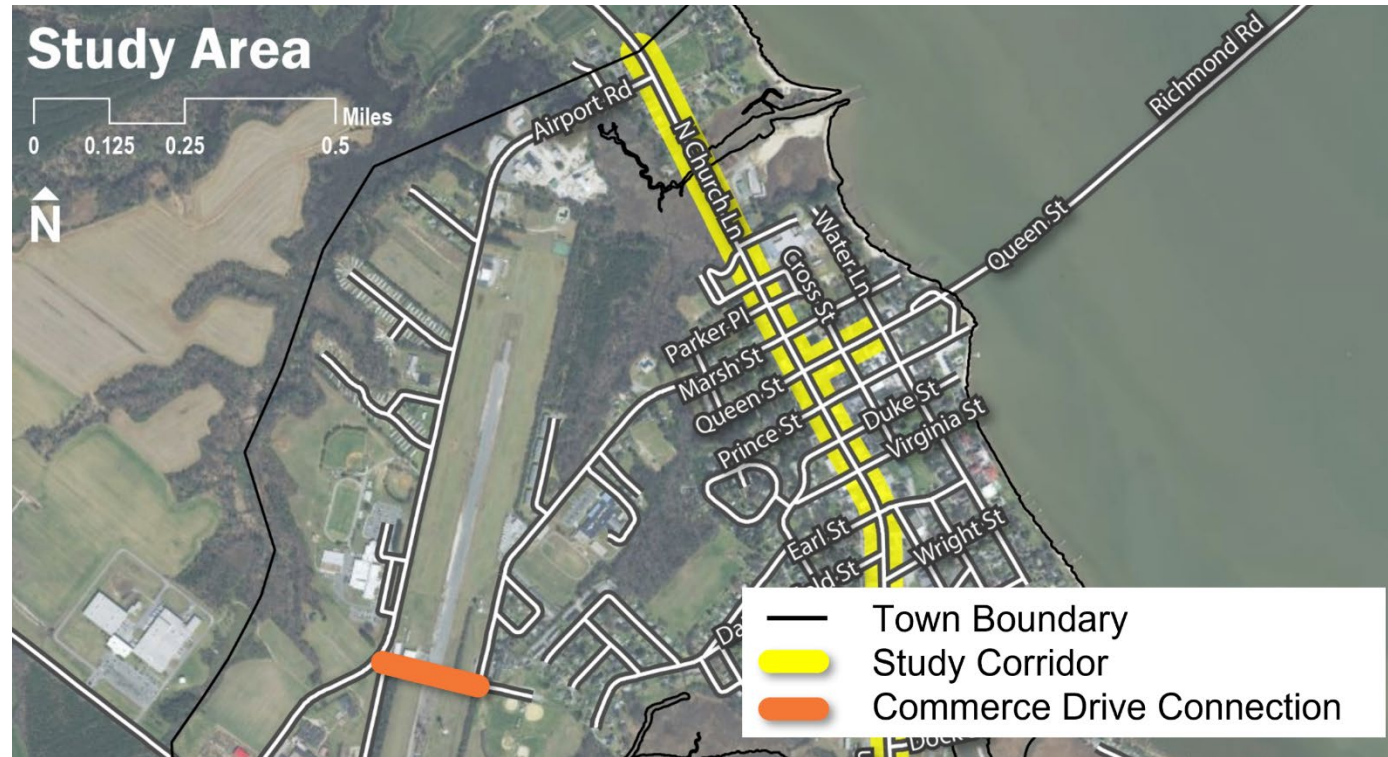 Study Area
Miles
0 0.125 0.25 0.5
N
Airport Rd
N Church Ln
Richmond Rd
Queen St
Water Ln
Cross St
Parker Pl
Marsh St
Queen St
Prince St
Duke St
Virginia St
Earl St
Wright St
Town Boundary
Study Corridor
Commerce Drive Connection